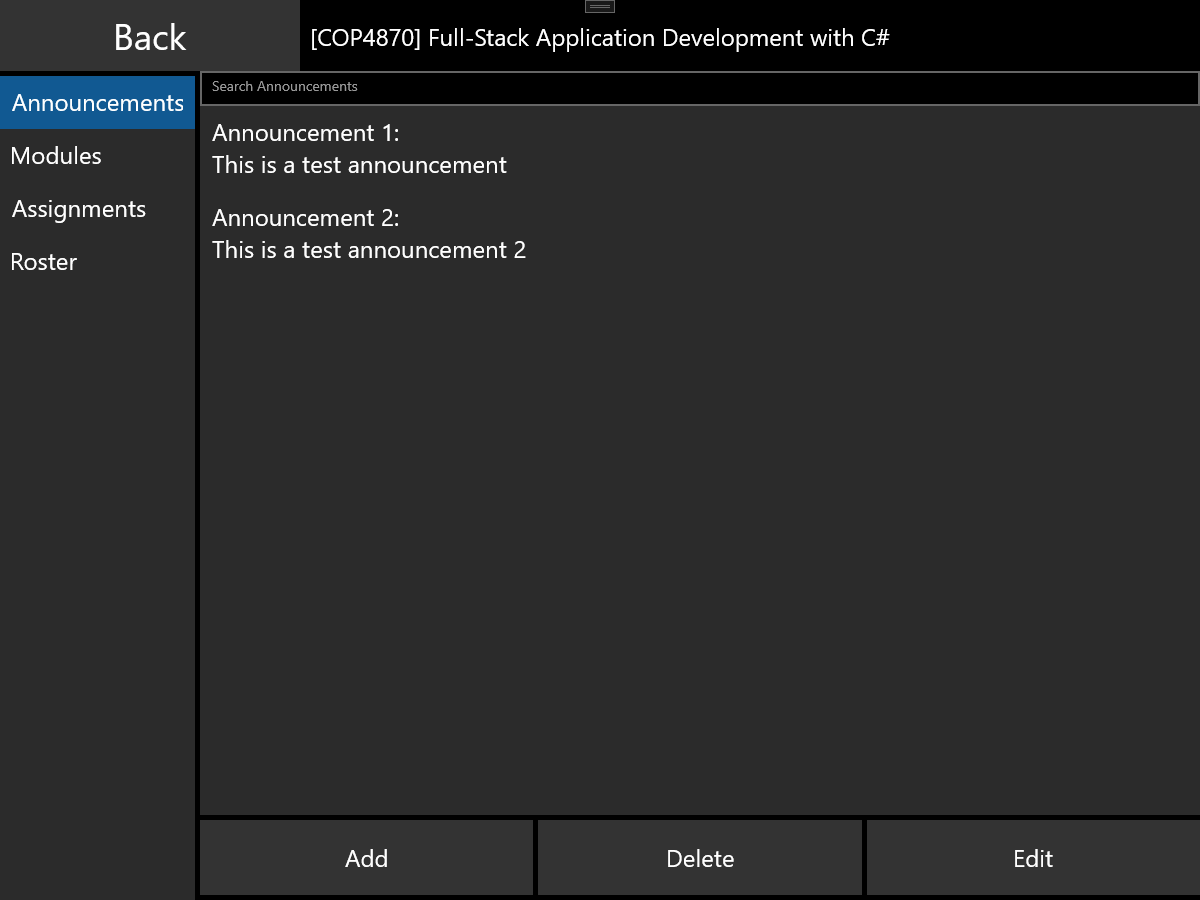 Back
[COP4870] Full-Stack Application Development with C#
Announcements
Modules
Assignments
Roster
Search Announcements
Announcement 1:
This is a test announcement
Announcement 2:
This is a test announcement 2
Add
Delete
Edit